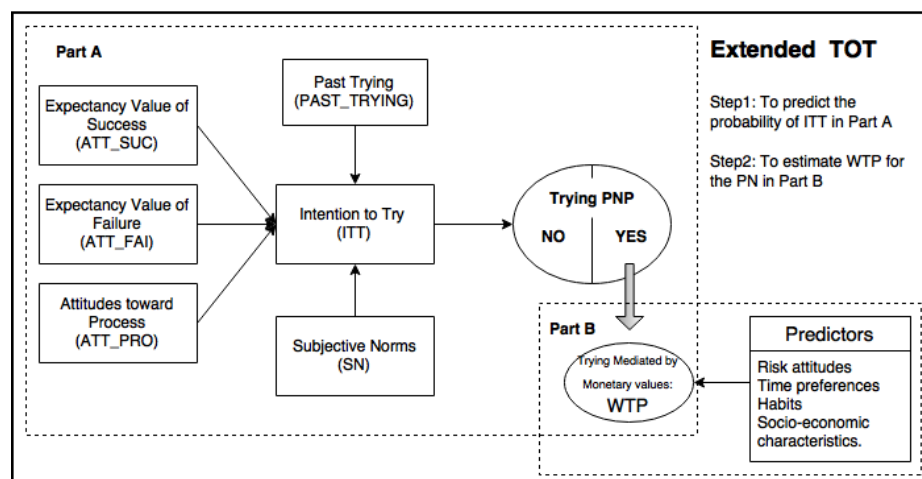 Part A
Extended TOT
Past Trying
(PAST_TRYING)
Expectancy Value of
Success
(ATT_SUC)
Step1: To predict the
probability of ITT in Part A
Step2: To estimate WTP for
the PN in Part B
Expectancy Value of
Failure
(ATT_FAI)
Intention to Try
(ITT)
Trying PNP
NO
YES
Attitudes toward
Process
(ATT_PRO)
Subjective Norms
(SN)
Part B
Trying Mediated by
Monetary values:
WTP
Predictors
Risk attitudes
Time preferences
Habits
Socio-economic
characteristics.